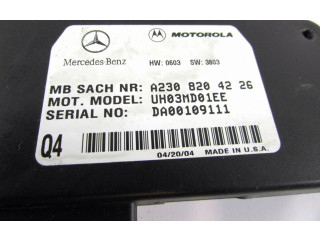 MOTOROLA
Mercedes-Benz HW: 0603 SW: 3803
MB SACH NR: A230 820 42 26
MOT. MODEL: UH03MD01EE
SERIAL NO: DA00109111
Q4 04/20/04 MADE IN U.S.A.